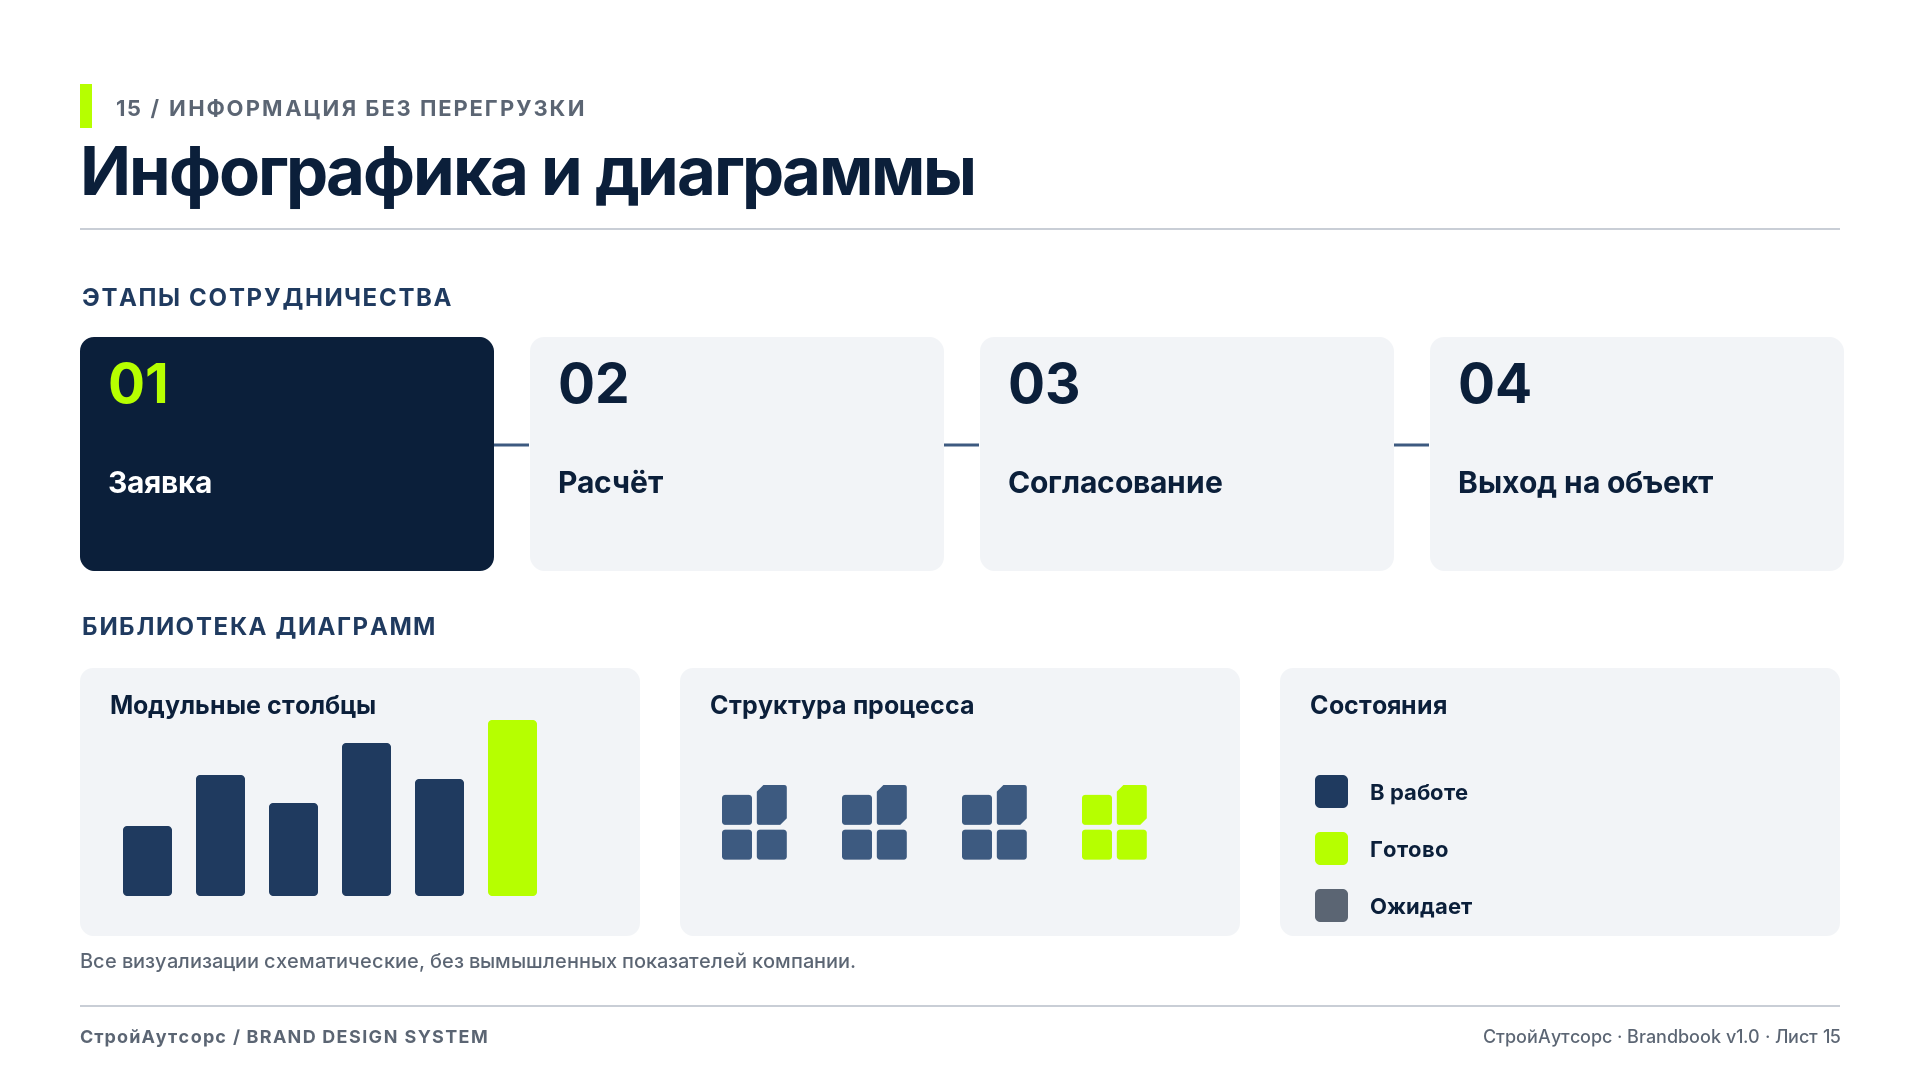 15 / ИНФОРМАЦИЯ БЕЗ ПЕРЕГРУЗКИ
Инфографика и диаграммы
ЭТАПЫ СОТРУДНИЧЕСТВА
01
Заявка
02
Расчёт
03
Согласование
04
Выход на объект
БИБЛИОТЕКА ДИАГРАММ
Модульные столбцы
Структура процесса
Состояния
В работе
Готово
Ожидает
Все визуализации схематические, без вымышленных показателей компании.
СтройАутсорс / BRAND DESIGN SYSTEM
СтройАутсорс · Brandbook v1.0 · Лист 15